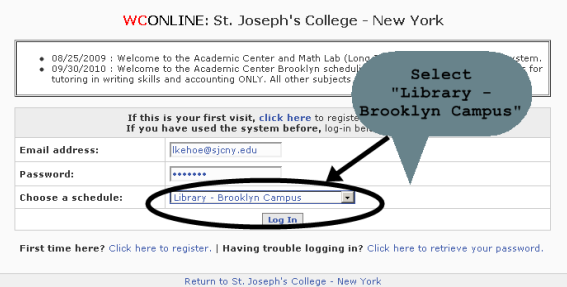 WCONLINE: St. Joseph's College - New York
08/25/2009 : Welcome to the Academic Center and Math Lab (Long system.
09/30/2010 : Welcome to the Academic Center Brooklyn for
tutoring in writing skills and accounting ONLY. All other subjects
Select
"Library -
Brooklyn Campus"
If this is your first visit, click here to
If you have used the system before, log-in
Email address: lkehoe@sjcny.edu
Password: •••••••
Choose a schedule: Library - Brooklyn Campus
Log In
First time here? Click here to register. | Having trouble logging in? Click here to retrieve your password.
Return to St. Joseph's College - New York